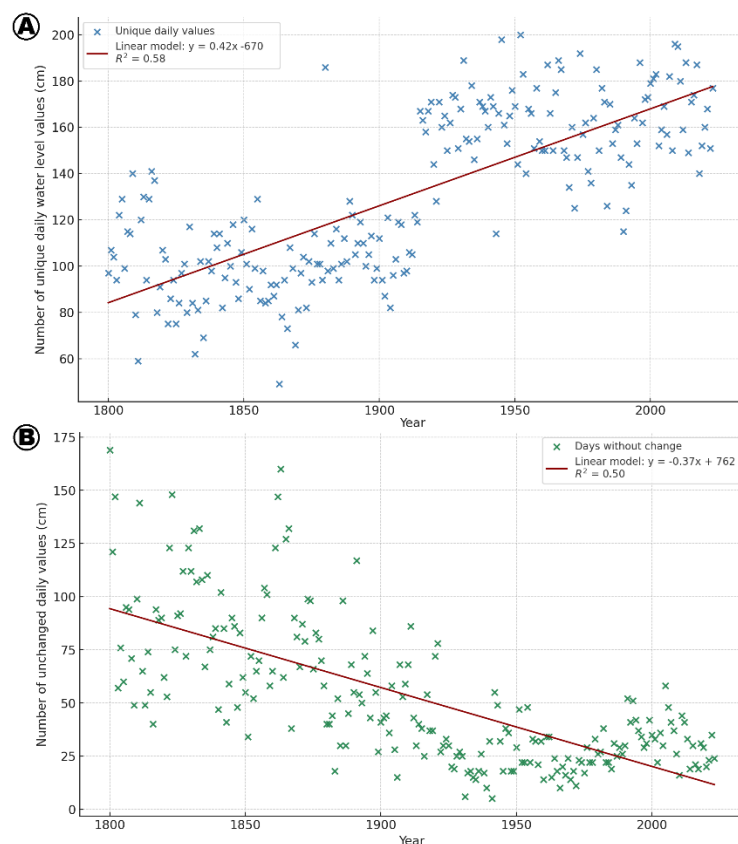 A
Unique daily values
Linear model: y = 0.42x -670
R² = 0.58
Number of unique daily water level values (cm)
200
180
160
140
120
100
80
60
1800
1850
1900
1950
2000
Year
B
Days without change
Linear model: y = -0.37x + 762
R² = 0.50
Number of unchanged daily values (cm)
175
150
125
100
75
50
25
0
1800
1850
1900
1950
2000
Year